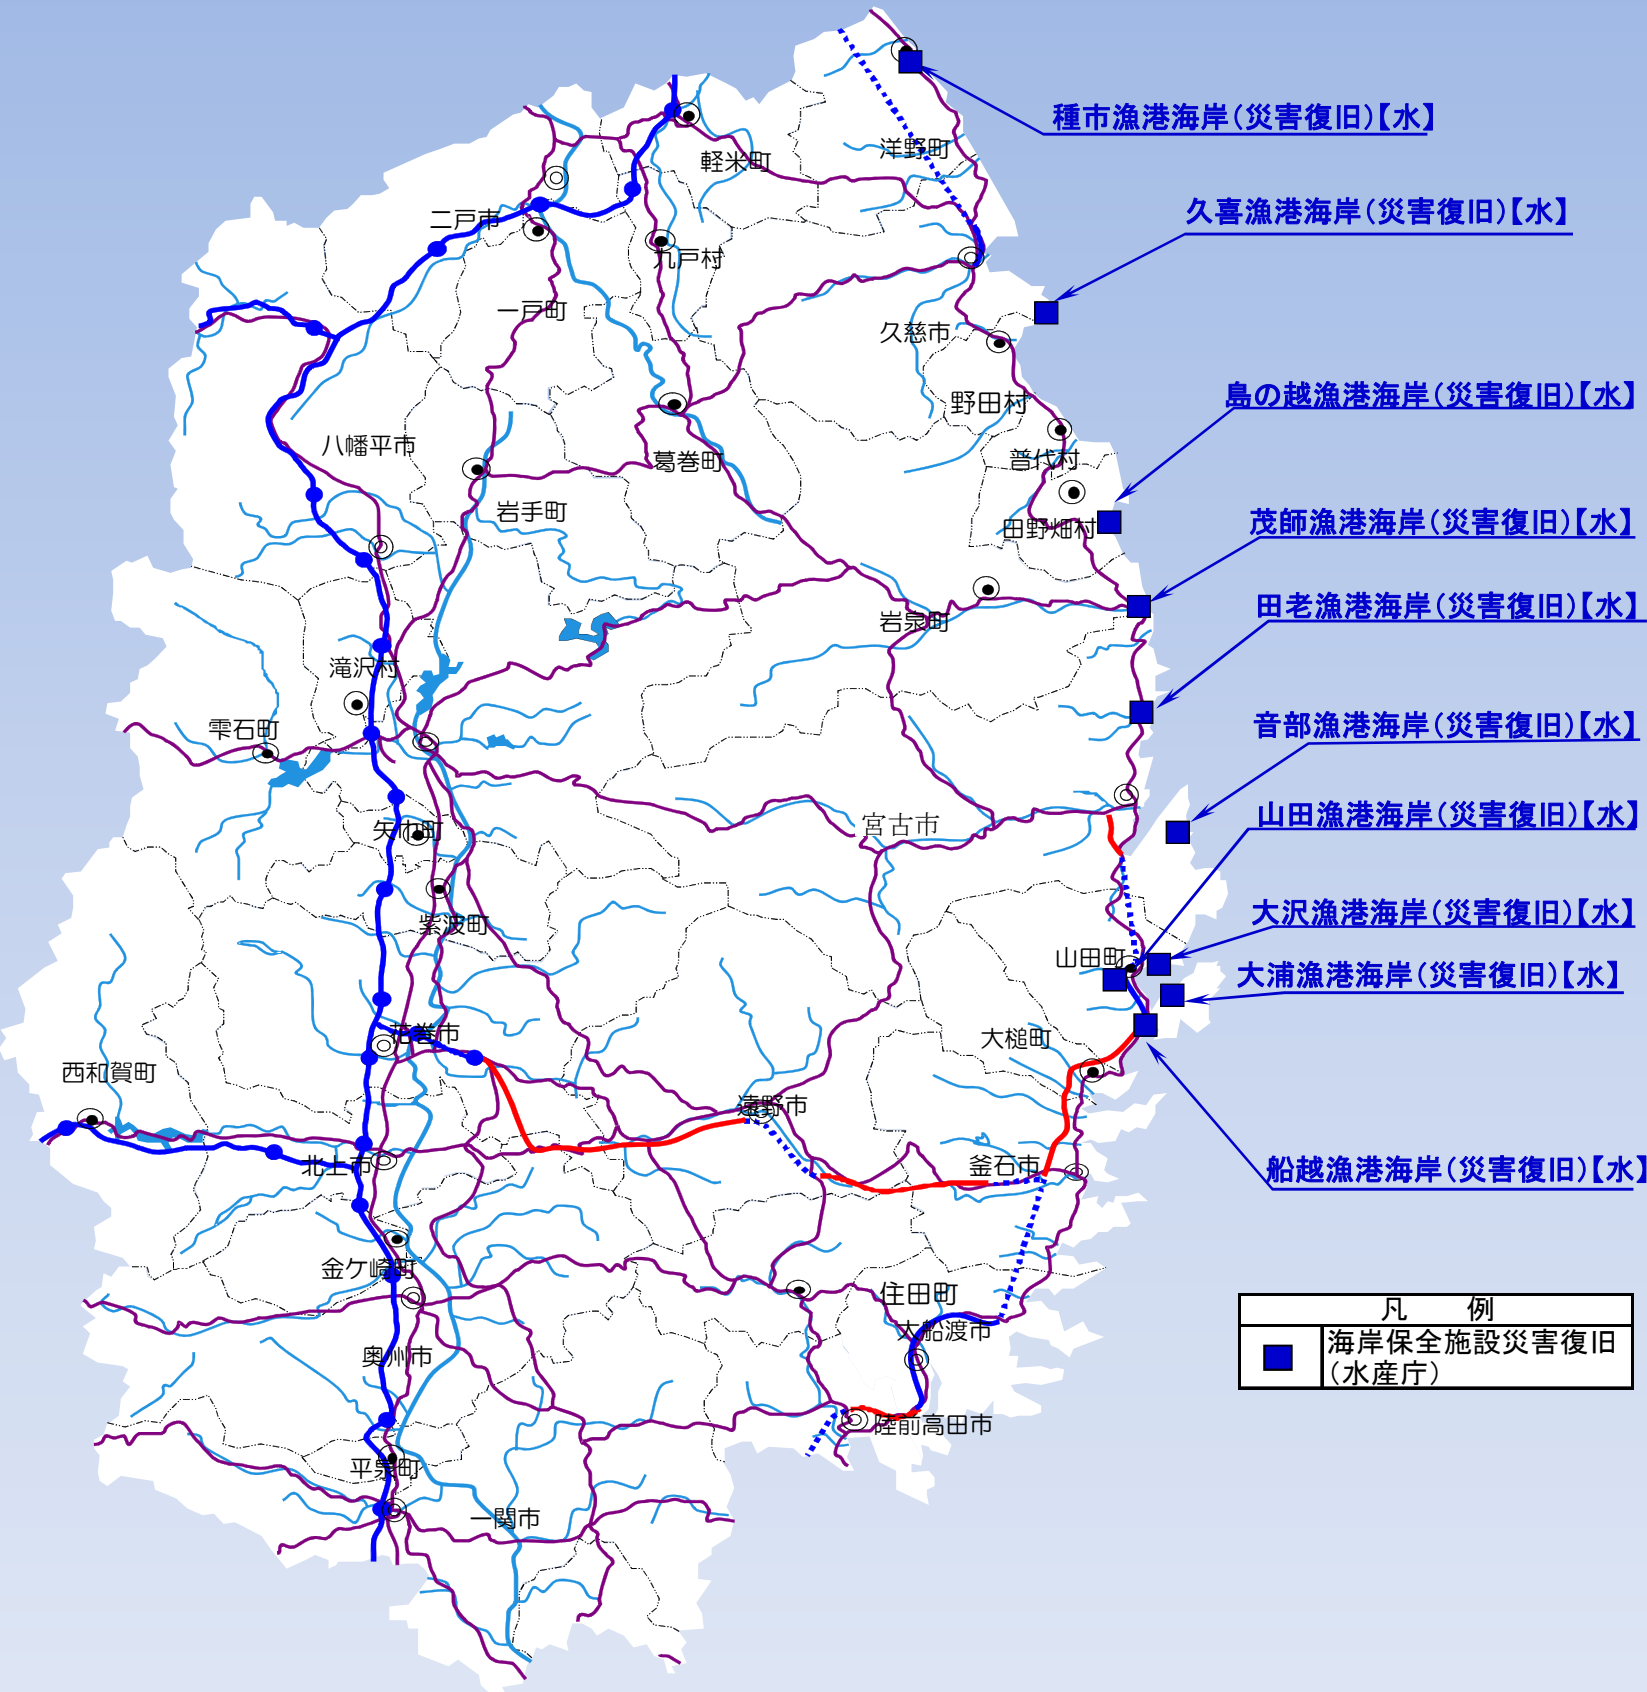 種市漁港海岸（災害復旧）【水】
洋野町
軽米町
久喜漁港海岸（災害復旧）【水】
二戸市
九戸村
一戸町
久慈市
島の越漁港海岸（災害復旧）【水】
野田村
八幡平市
普代村
葛巻町
岩手町
茂師漁港海岸（災害復旧）【水】
田野畑村
田老漁港海岸（災害復旧）【水】
岩泉町
滝沢村
雫石町
音部漁港海岸（災害復旧）【水】
山田漁港海岸（災害復旧）【水】
宮古市
矢巾町
大沢漁港海岸（災害復旧）【水】
紫波町
山田町
大浦漁港海岸（災害復旧）【水】
花巻市
大槌町
西和賀町
遠野市
北上市
釜石市
船越漁港海岸（災害復旧）【水】
金ケ崎町
住田町
大船渡市
凡　例
海岸保全施設災害復旧
（水産庁）
奥州市
陸前高田市
平泉町
一関市